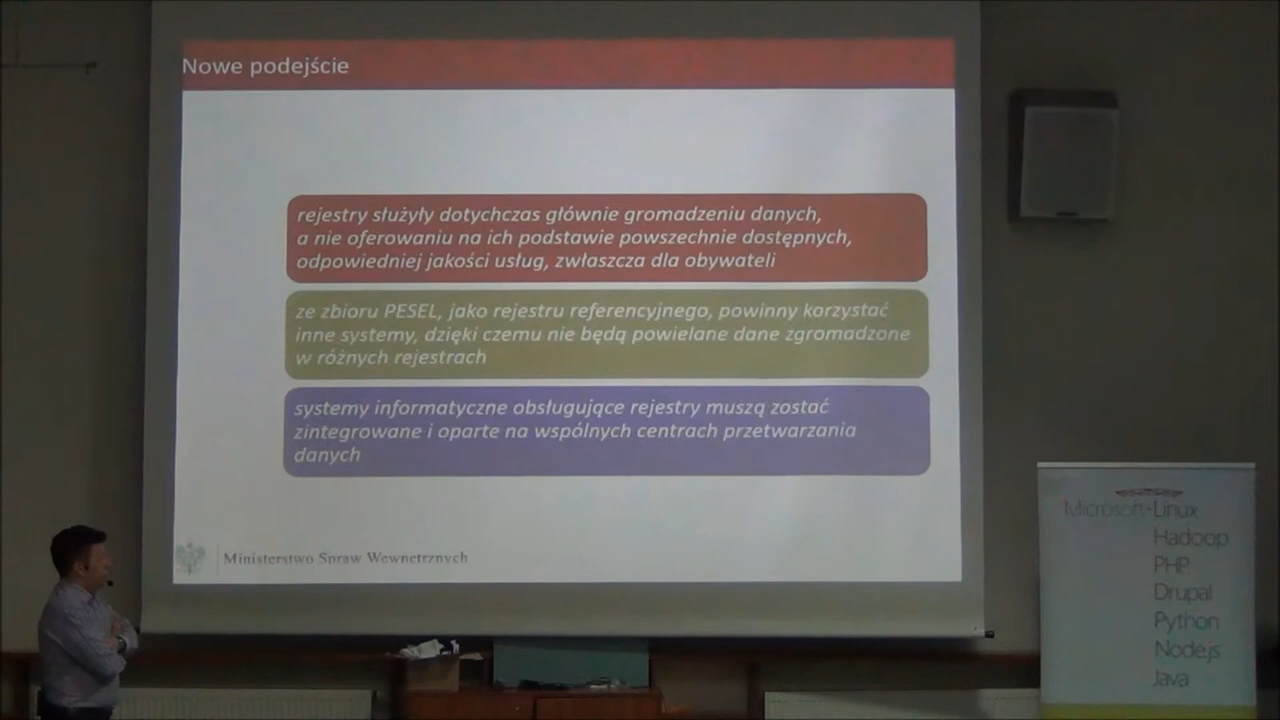 Nowe podejście
rejestry służyły dotychczas głównie gromadzeniu danych,
a nie oferowaniu na ich podstawie powszechnie dostępnych,
odpowiedniej jakości usług, zwłaszcza dla obywateli
ze zbioru PESEL, jako rejestru referencyjnego, powinny korzystać
inne systemy, dzięki czemu nie będą powielane dane zgromadzone
w różnych rejestrach
systemy informatyczne obsługujące rejestry muszą zostać
zintegrowane i oparte na wspólnych centrach przetwarzania
danych
Ministerstwo Spraw Wewnętrznych
Microsoft+Linux
Hadoop
PHP
Drupal
Python
Nodejs
Java